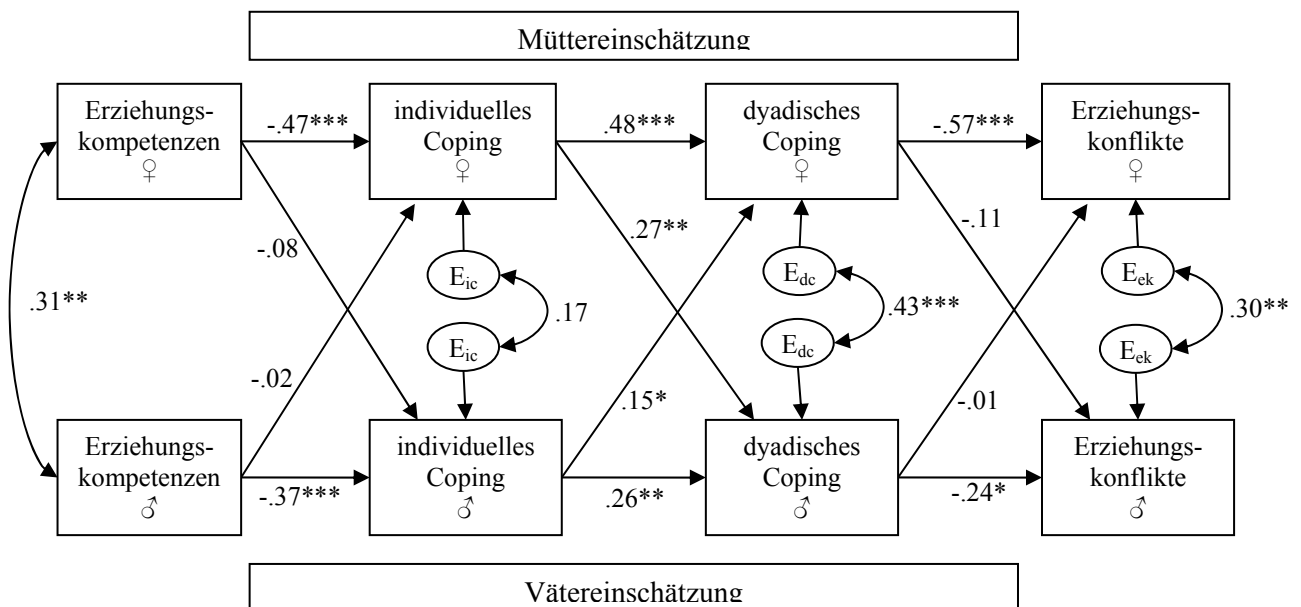 Müttereinschätzung
Erziehungs-
kompetenzen
♀
-.47***
individuelles
Coping
♀
.48***
dyadisches
Coping
♀
-.57***
Erziehungs-
konflikte
♀
-.08
.27**
-.11
E_ic
E_dc
E_ek
.31**
.17
.43***
.30**
E_ic
E_dc
E_ek
-.02
.15*
-.01
Erziehungs-
kompetenzen
♂
-.37***
individuelles
Coping
♂
.26**
dyadisches
Coping
♂
-.24*
Erziehungs-
konflikte
♂
Vätereinschätzung